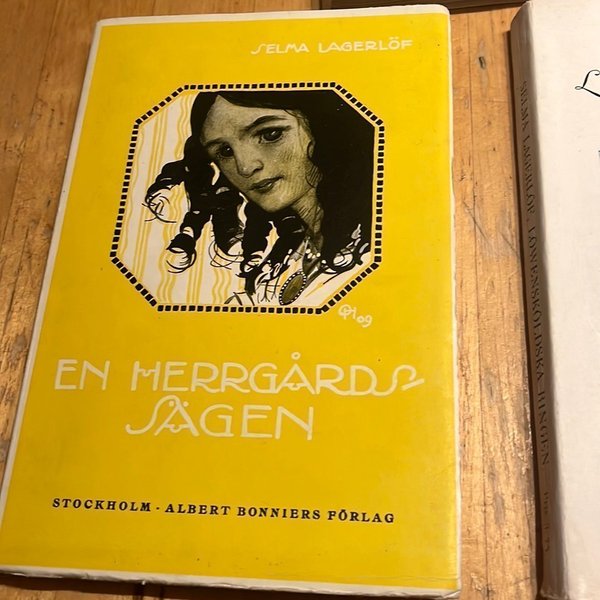 SELMA LAGERLÖF
EN HERRGÅRDS-
SÄGEN
STOCKHOLM - ALBERT BONNIERS FÖRLAG
SELMA LAGERLÖF LÖWENSKÖLDSKA RINGEN